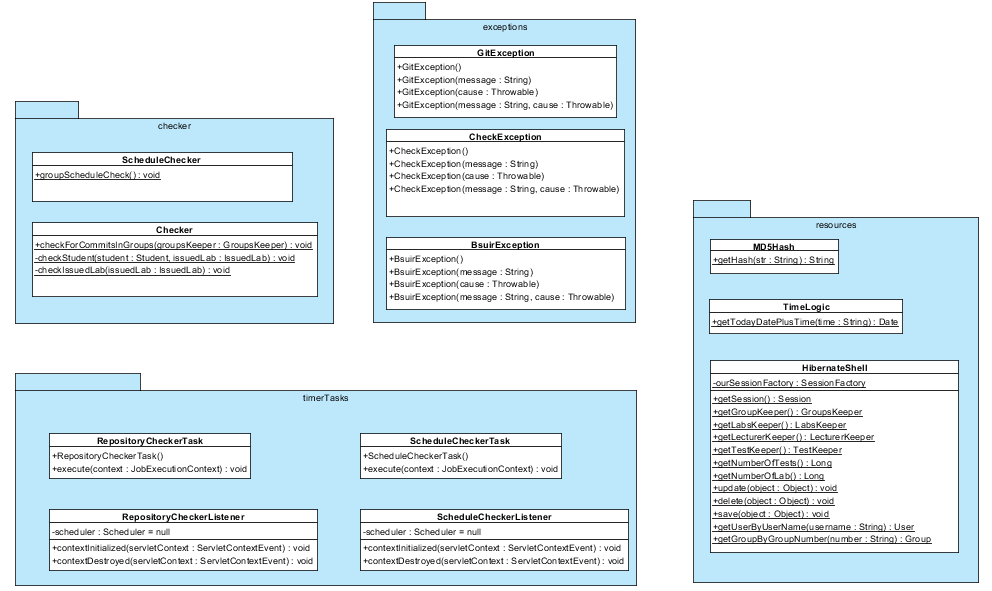 exceptions
GitException
+GitException()
+GitException(message : String)
+GitException(cause : Throwable)
+GitException(message : String, cause : Throwable)
CheckException
+CheckException()
+CheckException(message : String)
+CheckException(cause : Throwable)
+CheckException(message : String, cause : Throwable)
BsuirException
+BsuirException()
+BsuirException(message : String)
+BsuirException(cause : Throwable)
+BsuirException(message : String, cause : Throwable)
checker
ScheduleChecker
+groupScheduleCheck() : void
Checker
+checkForCommitsInGroups(groupsKeeper : GroupsKeeper) : void
-checkStudent(student : Student, issuedLab : IssuedLab) : void
-checkIssuedLab(issuedLab : IssuedLab) : void
resources
MD5Hash
+getHash(str : String) : String
TimeLogic
+getTodayDatePlusTime(time : String) : Date
HibernateShell
-ourSessionFactory : SessionFactory
+getSession() : Session
+getGroupKeeper() : GroupsKeeper
+getLabsKeeper() : LabsKeeper
+getLecturerKeeper() : LecturerKeeper
+getTestKeeper() : TestKeeper
+getNumberOfTests() : Long
+getNumberOfLab() : Long
+update(object : Object) : void
+delete(object : Object) : void
+save(object : Object) : void
+getUserByUserName(username : String) : User
+getGroupByGroupNumber(number : String) : Group
timerTasks
RepositoryCheckerTask
+RepositoryCheckerTask()
+execute(context : JobExecutionContext) : void
ScheduleCheckerTask
+ScheduleCheckerTask()
+execute(context : JobExecutionContext) : void
RepositoryCheckerListener
-scheduler : Scheduler = null
+contextInitialized(servletContext : ServletContextEvent) : void
+contextDestroyed(servletContext : ServletContextEvent) : void
ScheduleCheckerListener
-scheduler : Scheduler = null
+contextInitialized(servletContext : ServletContextEvent) : void
+contextDestroyed(servletContext : ServletContextEvent) : void